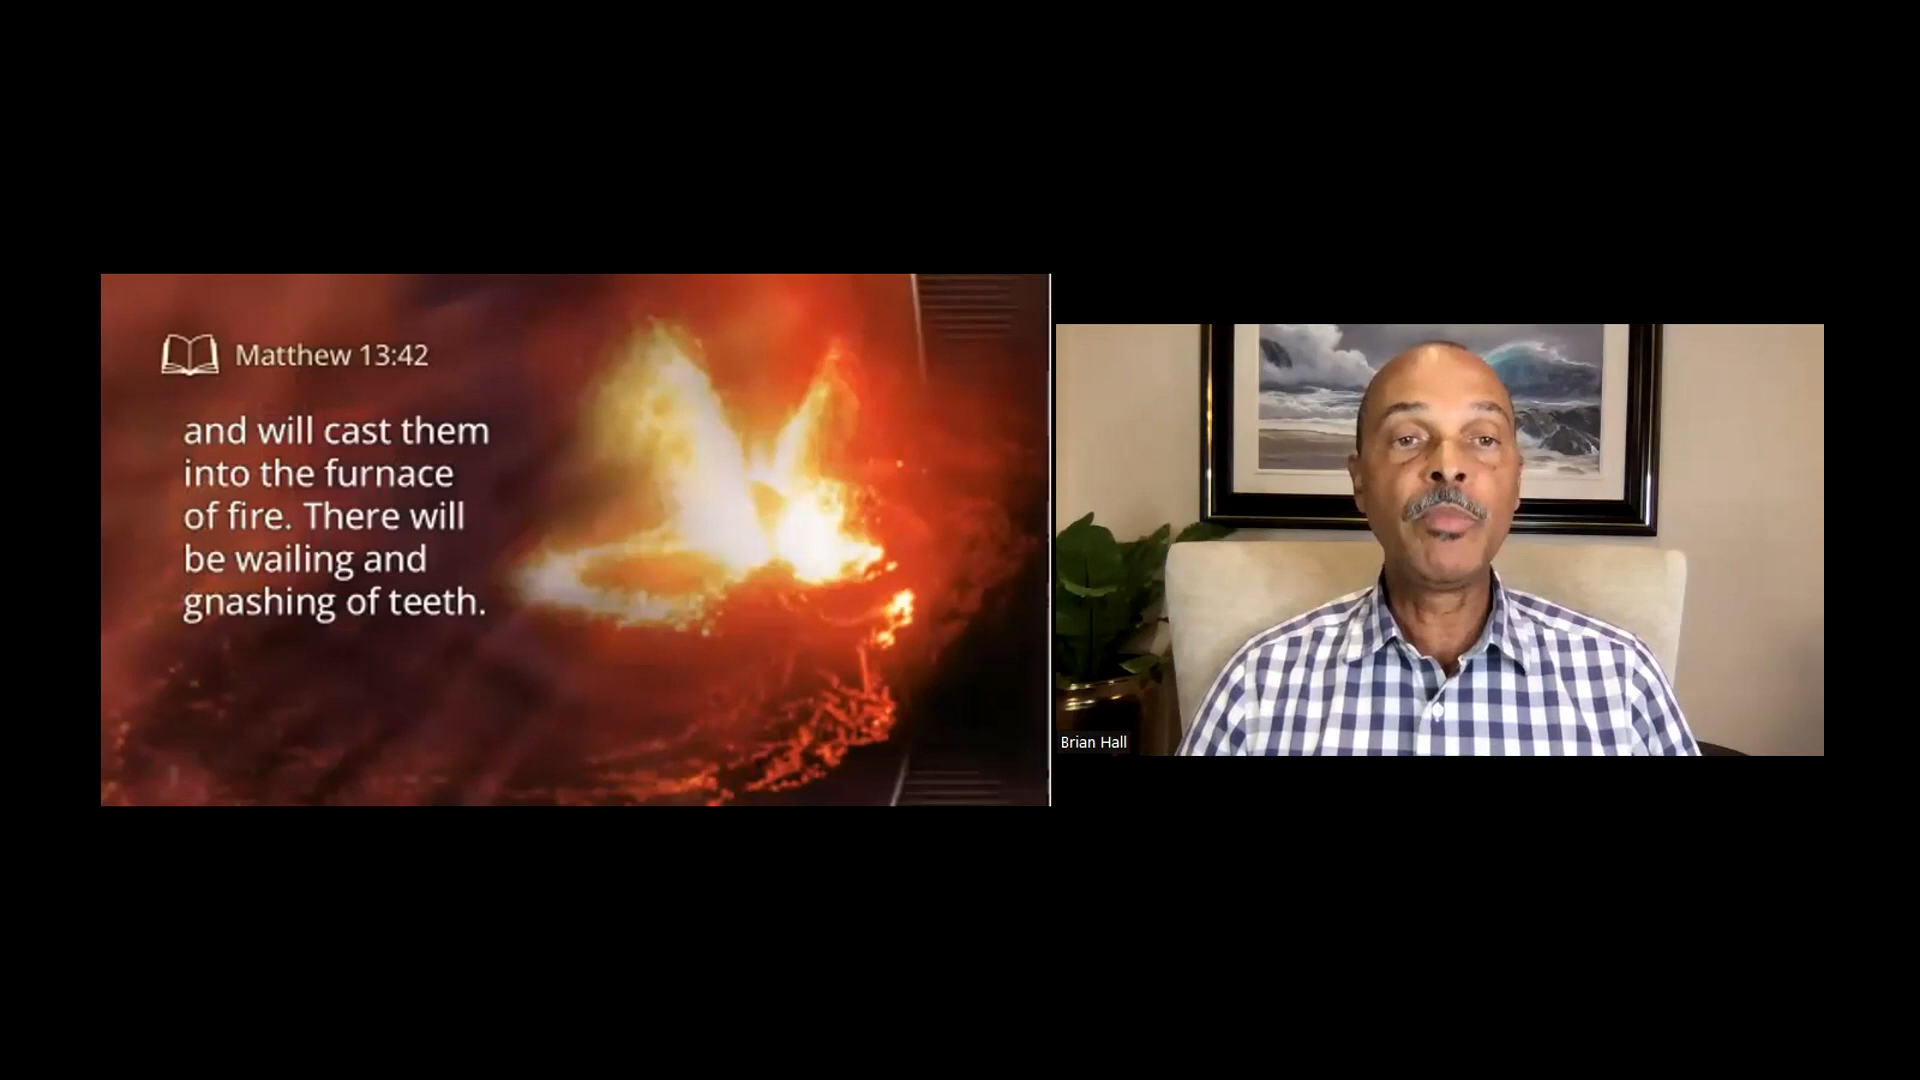 Matthew 13:42
and will cast them
into the furnace
of fire. There will
be wailing and
gnashing of teeth.
Brian Hall